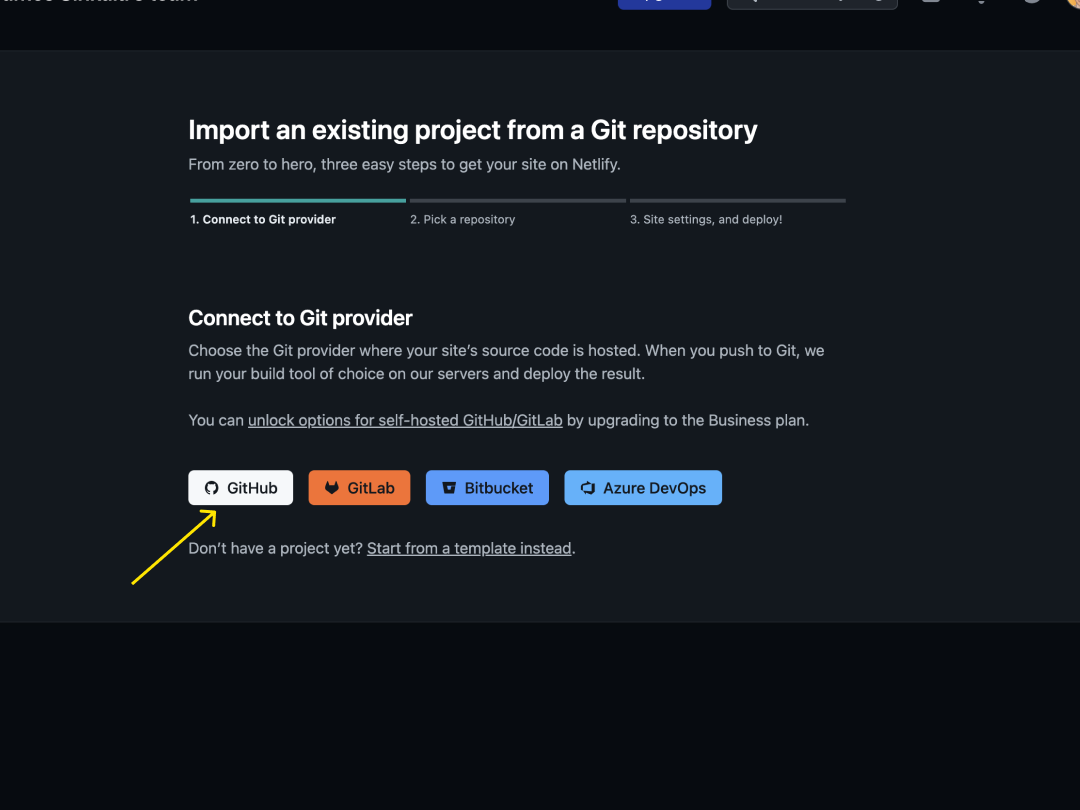 team
Import an existing project from a Git repository
From zero to hero, three easy steps to get your site on Netlify.
1. Connect to Git provider
2. Pick a repository
3. Site settings, and deploy!
Connect to Git provider
Choose the Git provider where your site’s source code is hosted. When you push to Git, we
run your build tool of choice on our servers and deploy the result.
You can unlock options for self-hosted GitHub/GitLab by upgrading to the Business plan.
GitHub
GitLab
Bitbucket
Azure DevOps
Don’t have a project yet? Start from a template instead.